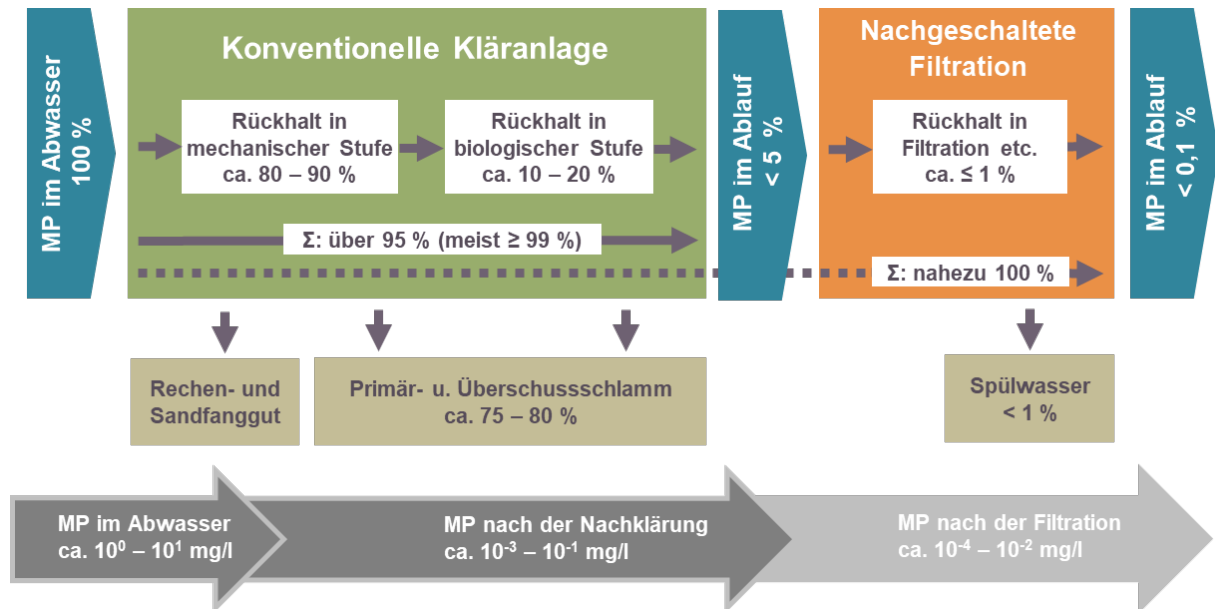 MP im Abwasser
100 %
Konventionelle Kläranlage
Rückhalt in
mechanischer Stufe
ca. 80 – 90 %
Rückhalt in
biologischer Stufe
ca. 10 – 20 %
Σ: über 95 % (meist ≥ 99 %)
MP im Ablauf
< 5 %
Nachgeschaltete
Filtration
Rückhalt in
Filtration etc.
ca. ≤ 1 %
Σ: nahezu 100 %
MP im Ablauf
< 0,1 %
Rechen- und
Sandfanggut
Primär- u. Überschussschlamm
ca. 75 – 80 %
Spülwasser
< 1 %
MP im Abwasser
ca. 10⁰ – 10¹ mg/l
MP nach der Nachklärung
ca. 10⁻³ – 10⁻¹ mg/l
MP nach der Filtration
ca. 10⁻⁴ – 10⁻² mg/l